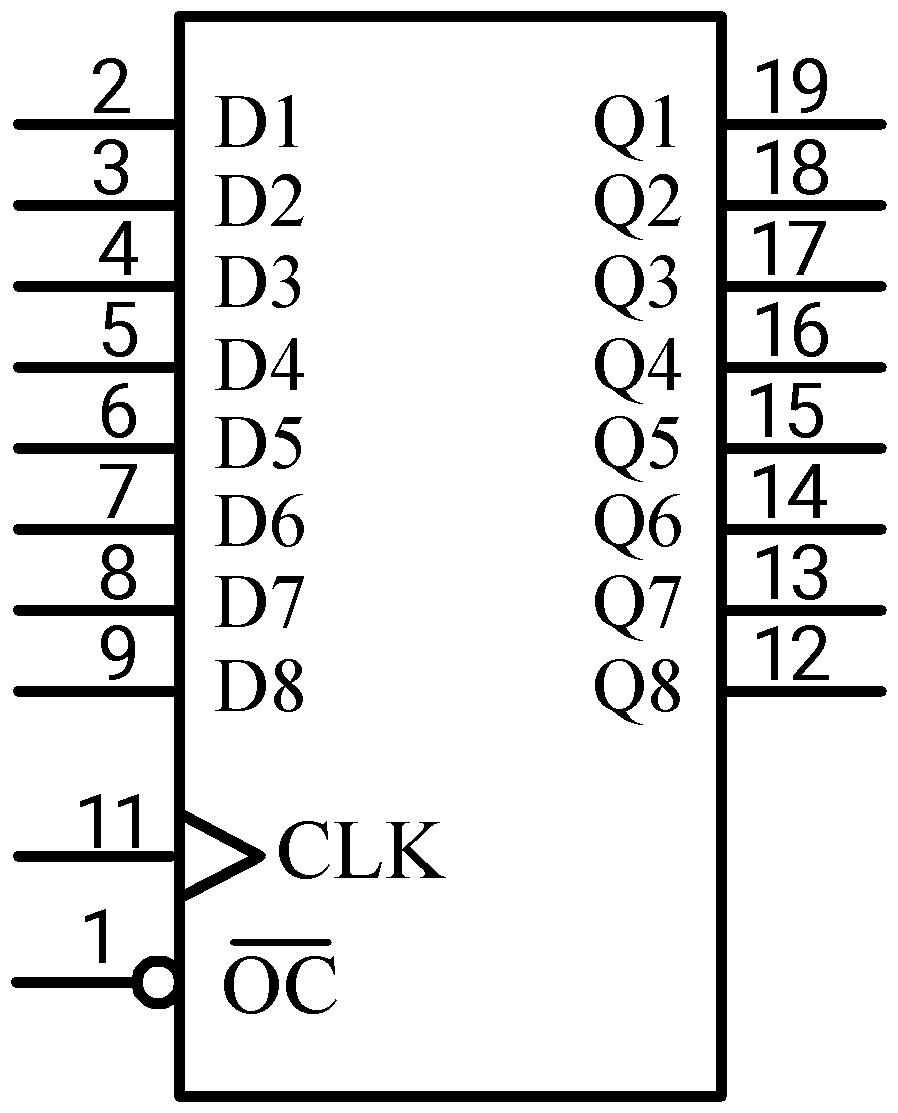 2 D1 Q1 19
3 D2 Q2 18
4 D3 Q3 17
5 D4 Q4 16
6 D5 Q5 15
7 D6 Q6 14
8 D7 Q7 13
9 D8 Q8 12
11 CLK
1 O̅C̅